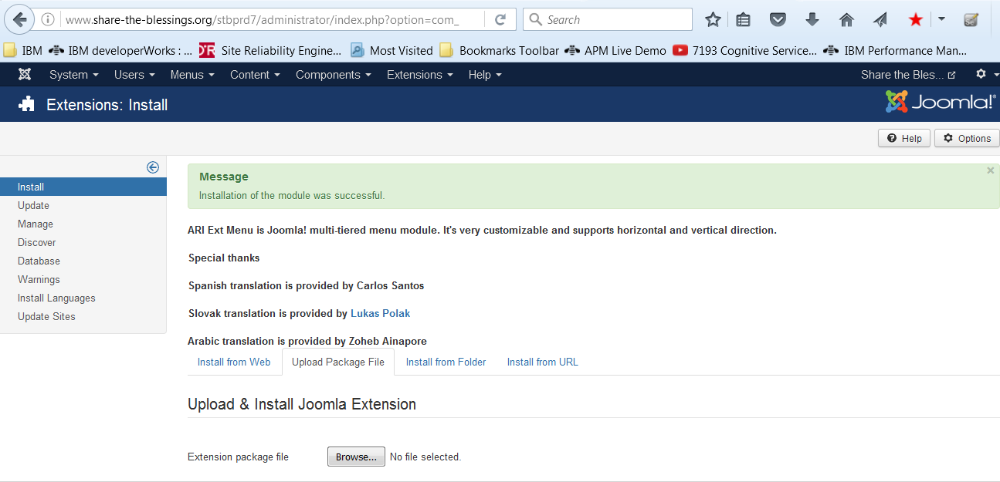 www.share-the-blessings.org/stbprd7/administrator/index.php?option=com_
Search
IBM IBM developerWorks : ... D'R Site Reliability Engine... Most Visited Bookmarks Toolbar APM Live Demo 7193 Cognitive Service... IBM Performance Man...
System Users Menus Content Components Extensions Help Share the Bles...
Extensions: Install Joomla!®
Help Options
Install
Update
Manage
Discover
Database
Warnings
Install Languages
Update Sites
Message ×
Installation of the module was successful.
ARI Ext Menu is Joomla! multi-tiered menu module. It's very customizable and supports horizontal and vertical direction.
Special thanks
Spanish translation is provided by Carlos Santos
Slovak translation is provided by Lukas Polak
Arabic translation is provided by Zoheb Ainapore
Install from Web Upload Package File Install from Folder Install from URL
Upload & Install Joomla Extension
Extension package file Browse... No file selected.